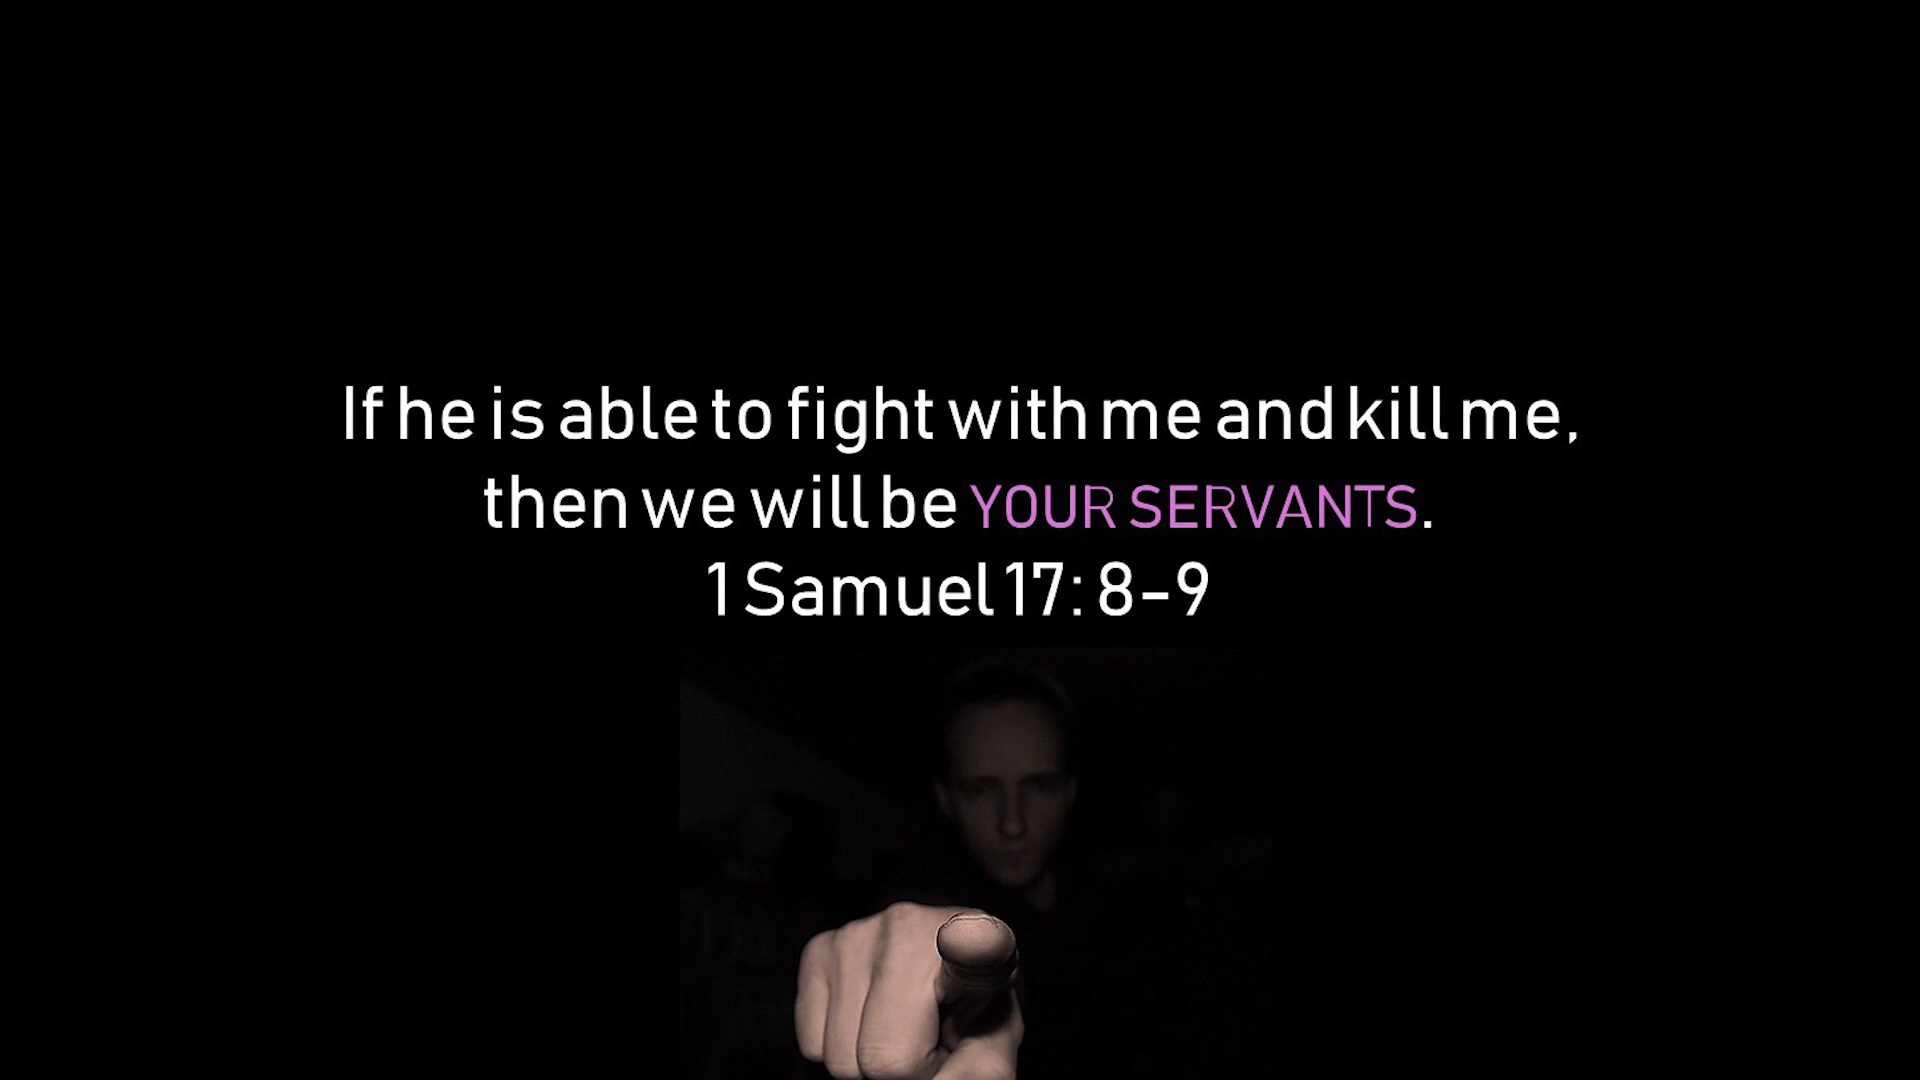 If he is able to fight with me and kill me,
then we will be YOUR SERVANTS.
1 Samuel 17: 8-9